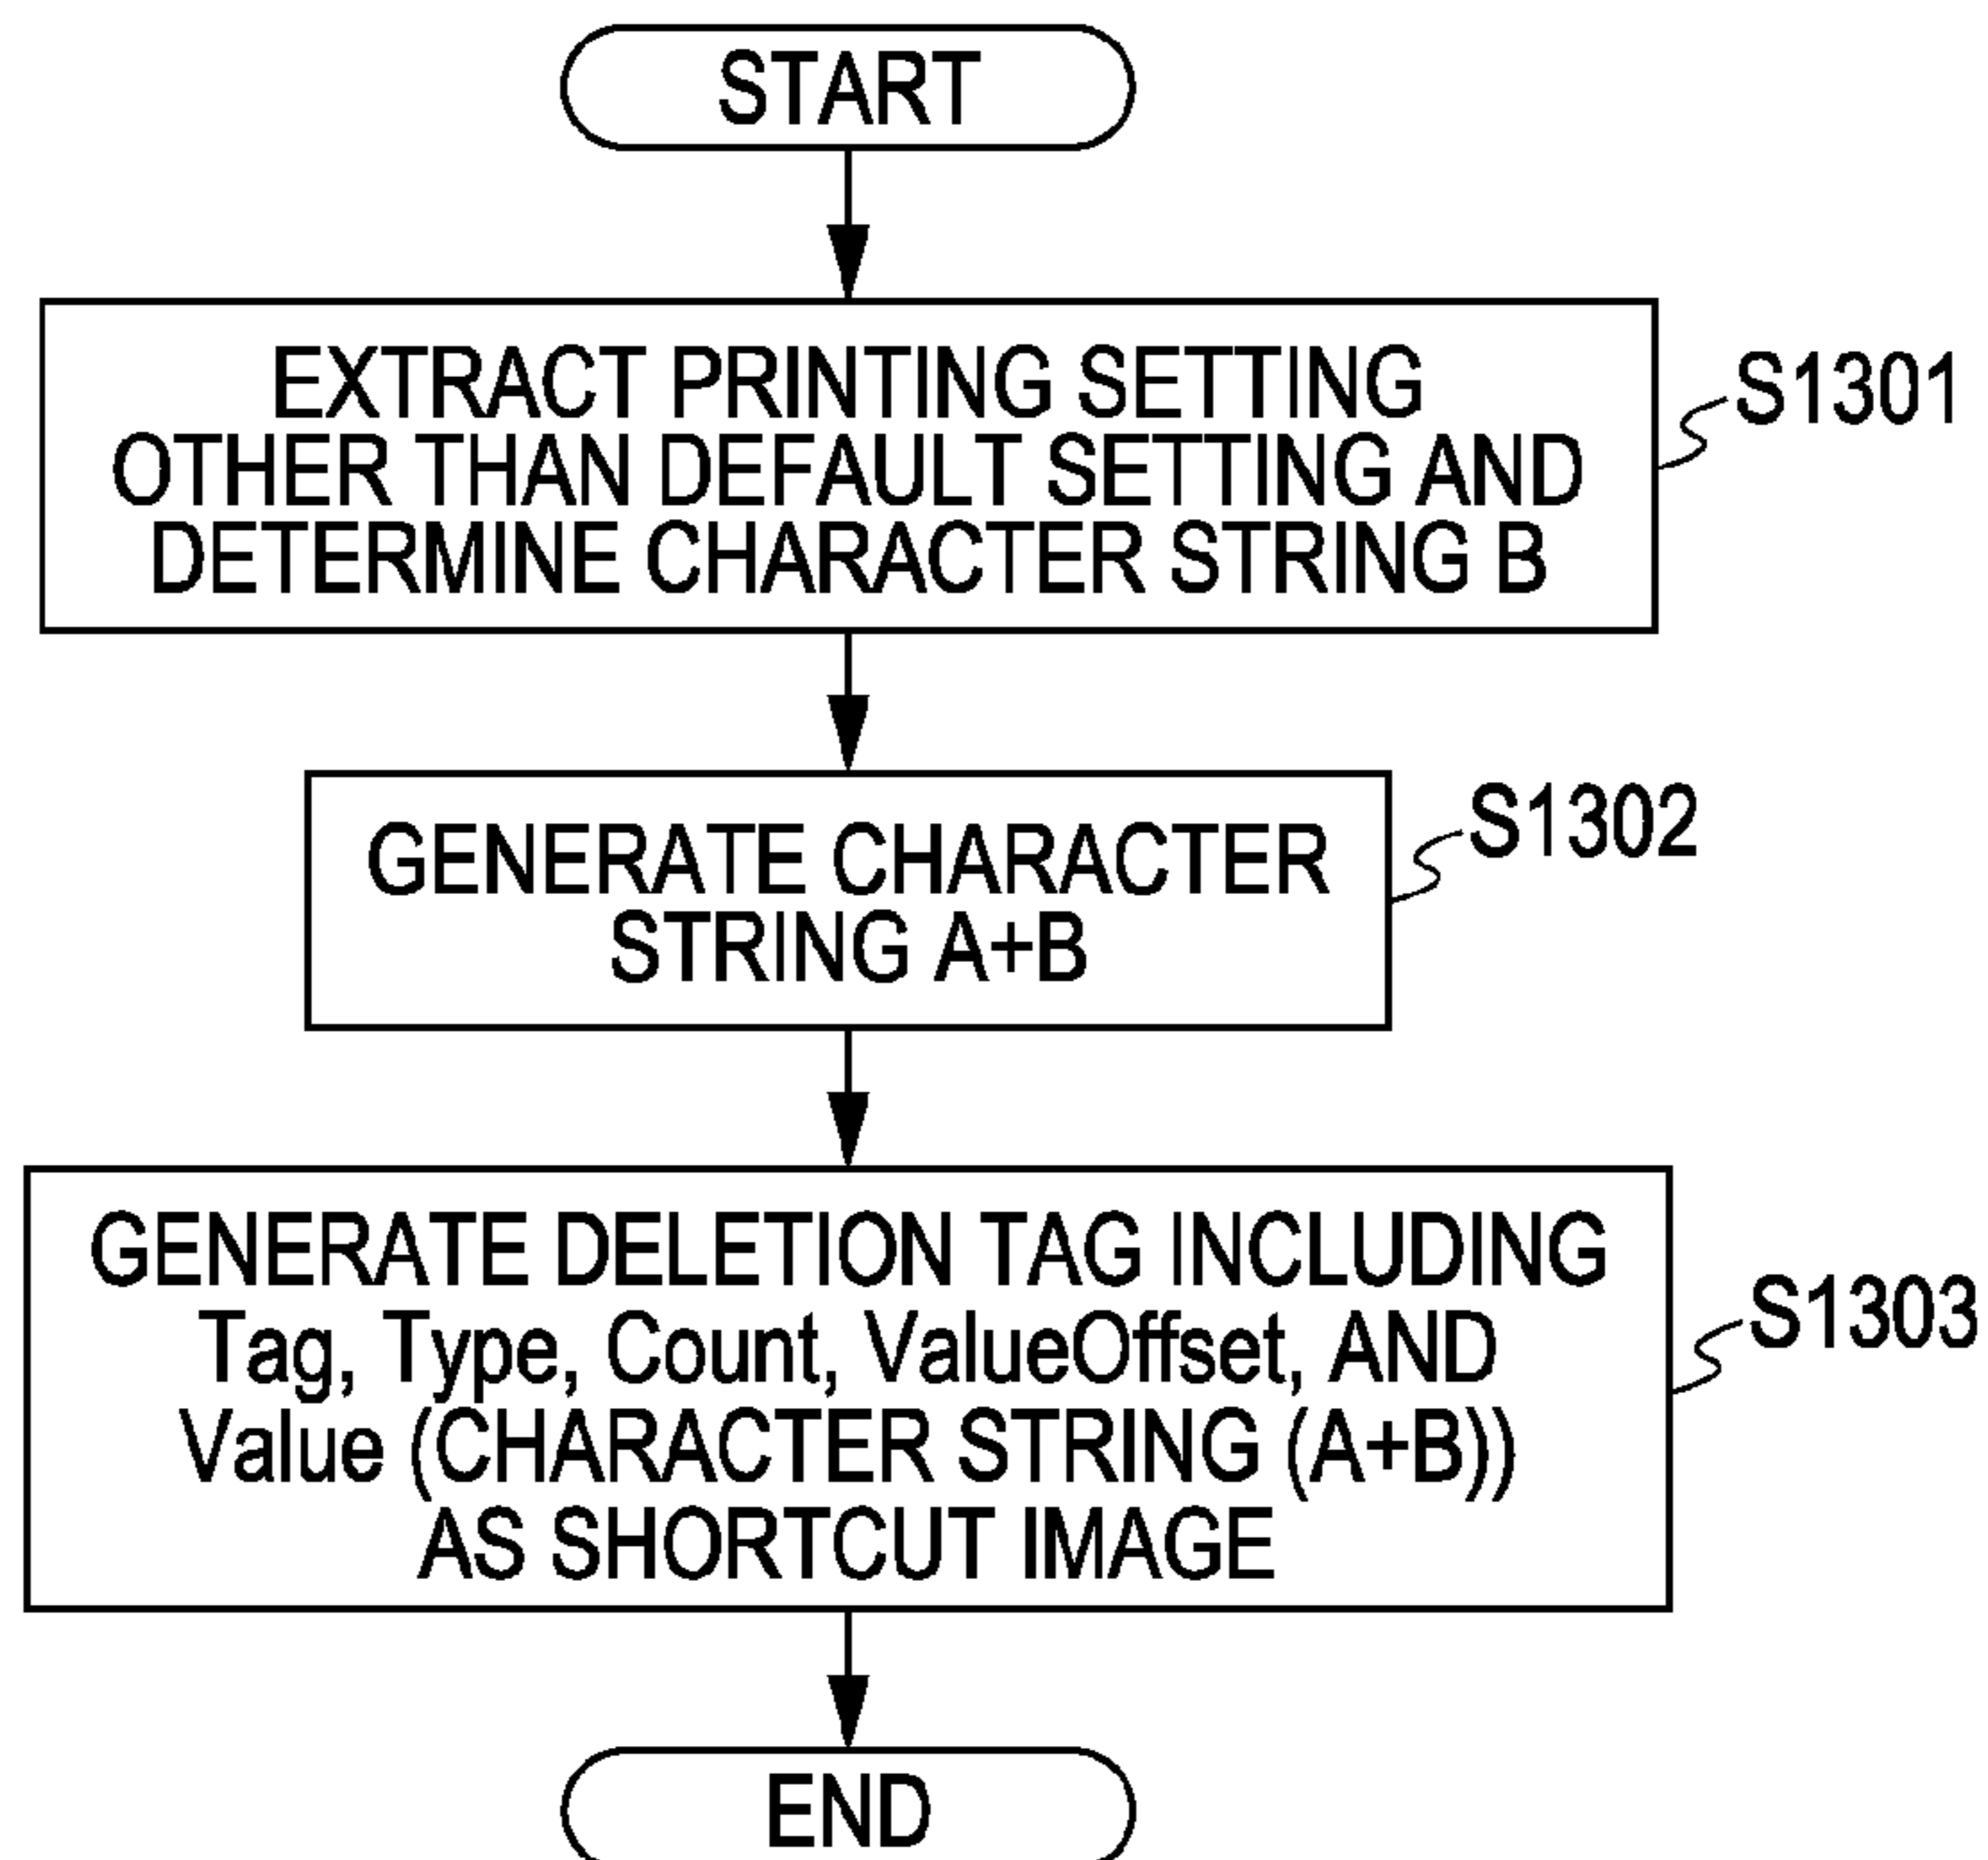 START
EXTRACT PRINTING SETTING
OTHER THAN DEFAULT SETTING AND
DETERMINE CHARACTER STRING B
S1301
GENERATE CHARACTER
STRING A+B
S1302
GENERATE DELETION TAG INCLUDING
Tag, Type, Count, ValueOffset, AND
Value (CHARACTER STRING (A+B))
AS SHORTCUT IMAGE
S1303
END